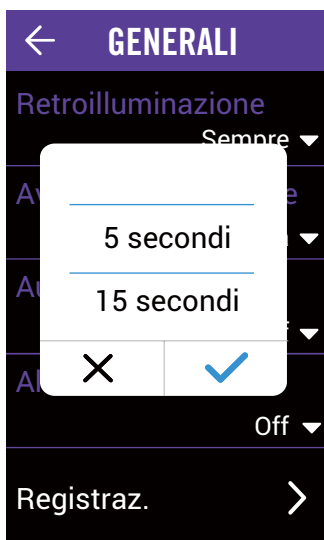 GENERALI
Retroilluminazione
Sempre
5 secondi
15 secondi
Off
Registraz.